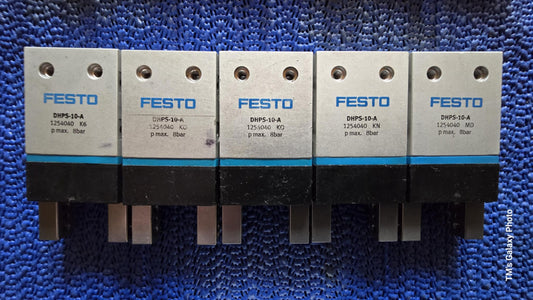 FESTO
DHPS-10-A
1254040 K6
p max. 8bar
FESTO
DHPS-10-A
1254040 KO
p max. 8bar
FESTO
DHPS-10-A
1254040 KO
p max. 8bar
FESTO
DHPS-10-A
1254040 KN
p max. 8bar
FESTO
DHPS-10-A
1254040 MO
p max. 8bar
TM's Galaxy Photo